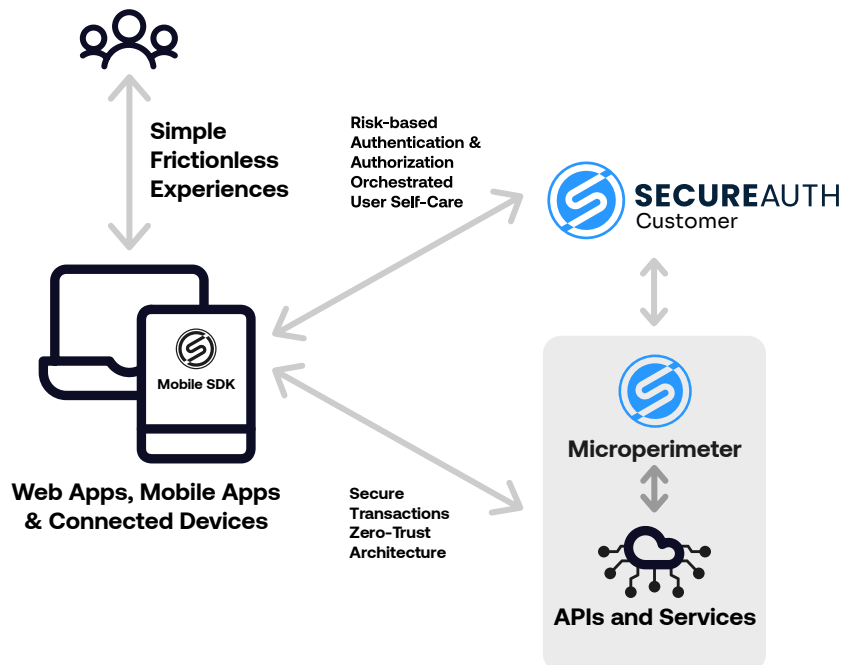 Simple
Frictionless
Experiences
Risk-based
Authentication &
Authorization
Orchestrated
User Self-Care
SECUREAUTH
Customer
Mobile SDK
Web Apps, Mobile Apps
& Connected Devices
Secure
Transactions
Zero-Trust
Architecture
Microperimeter
APIs and Services